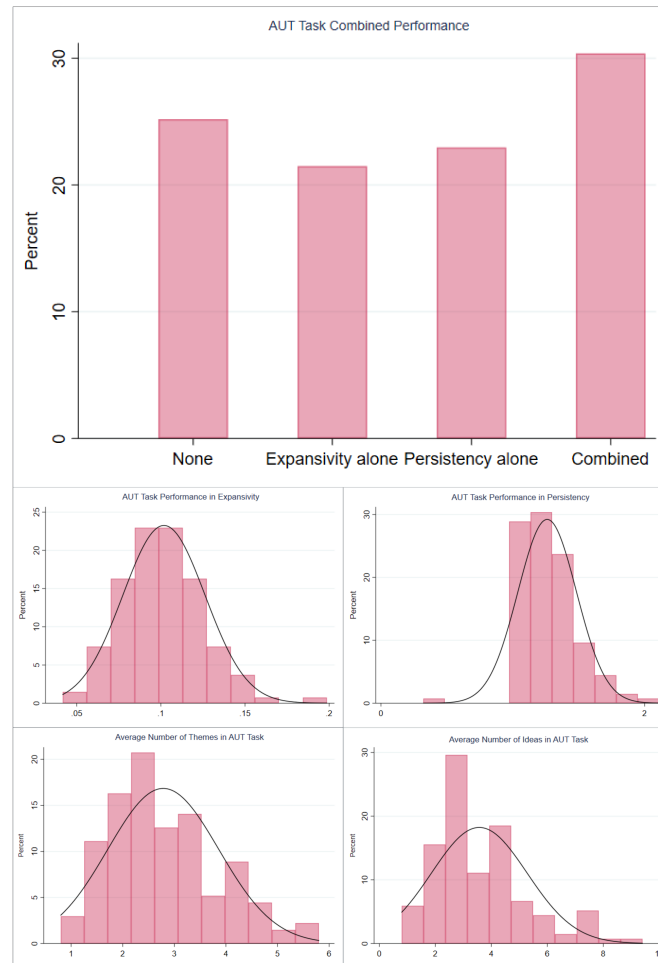 AUT Task Combined Performance
30
20
10
0
Percent
None Expansivity alone Persistency alone Combined
AUT Task Performance in Expansivity
25
20
15
10
5
0
Percent
.05 .1 .15 .2
AUT Task Performance in Persistency
30
20
10
0
Percent
0 2
Average Number of Themes in AUT Task
20
15
10
5
0
Percent
1 2 3 4 5 6
Average Number of Ideas in AUT Task
30
20
10
0
Percent
0 2 4 6 8